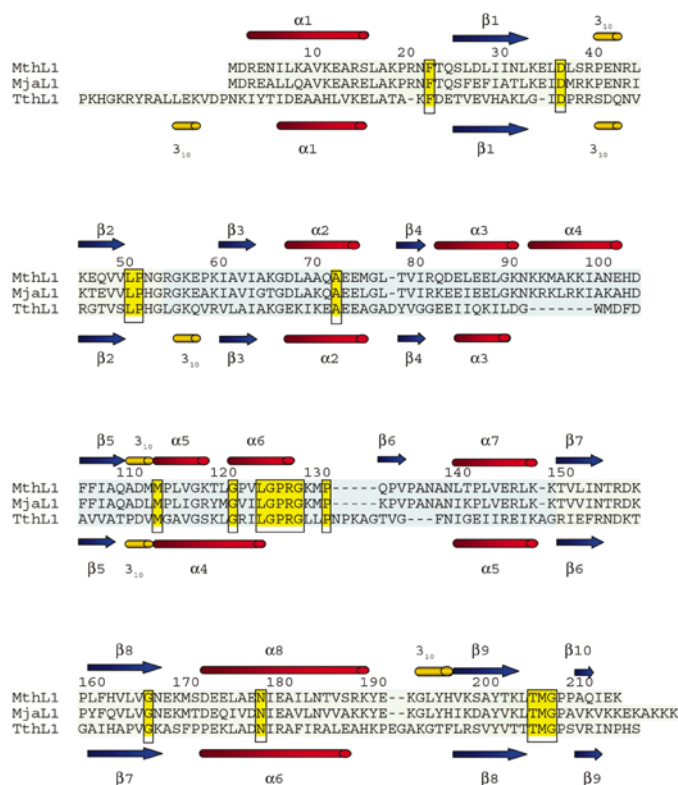 α1 β1 3₁₀
10 20 30 40
MthL1 MDRENILKAVKEARSLAKPRNFTQSLDLIINLKELDLSRPENRL
MjaL1 MDREALLQAVKEARELAKPRNFTQSFEFIATLKEIDMRKPENRI
TthL1 PKHGKRYRALLEKVDPNKIYTIDEAAHLVKELATA-KFDETVEVHAKLG-IDPRRSDQNV
3₁₀ α1 β1 3₁₀
β2 β3 α2 β4 α3 α4
50 60 70 80 90 100
MthL1 KEQVVLPNGRGKEPKIAVIAKGDLAAQAEEMGL-TVIRQDELEELGKNKKMAKKIANEHD
MjaL1 KTEVVLPHGRGKEAKIAVIGTGDLAKQAEELGL-TVIRKEEIEELGKNKRKLRKIAKAHD
TthL1 RGTVSLPHGLGKQVRVLAIAKGEKIKEAEEAGADYVGGEEIIQKILDG-------WMDFD
β2 3₁₀ β3 α2 β4 α3
β5 3₁₀ α5 α6 β6 α7 β7
110 120 131 140 150
MthL1 FFIAQADMMPLVGKTLGPVLGPRGKMP-----QPVPANANLTPLVERLK-KTVLINTRDK
MjaL1 FFIAQADLMPLIGRYMGVILGPRGKMP-----KPVPANANIKPLVERLK-KTVVINTRDK
TthL1 AVVATPDVMGAVGSKLGRILGPRGLLPNPKAGTVG---FNIGEIIREIKAGRIEFRNDKT
β5 3₁₀ α4 α5 β6
β8 α8 3₁₀ β9 β10
160 170 180 190 200 210
MthL1 PLFHVLVGNEKMSDEELAENIEAILNTVSRKYE--KGLYHVKSAYTKLTMGPPAQIEK
MjaL1 PYFQVLVGNEKMTDEQIVDNIEAVLNVVAKKYE--KGLYHIKDAYVKLTMGPAVKVKKEKAKKK
TthL1 GAIHAPVGKASFPPEKLADNIRAFIRALEAHKPEGAKGTFLRSVYVTTTMGPSVRINPHS
β7 α6 β8 β9